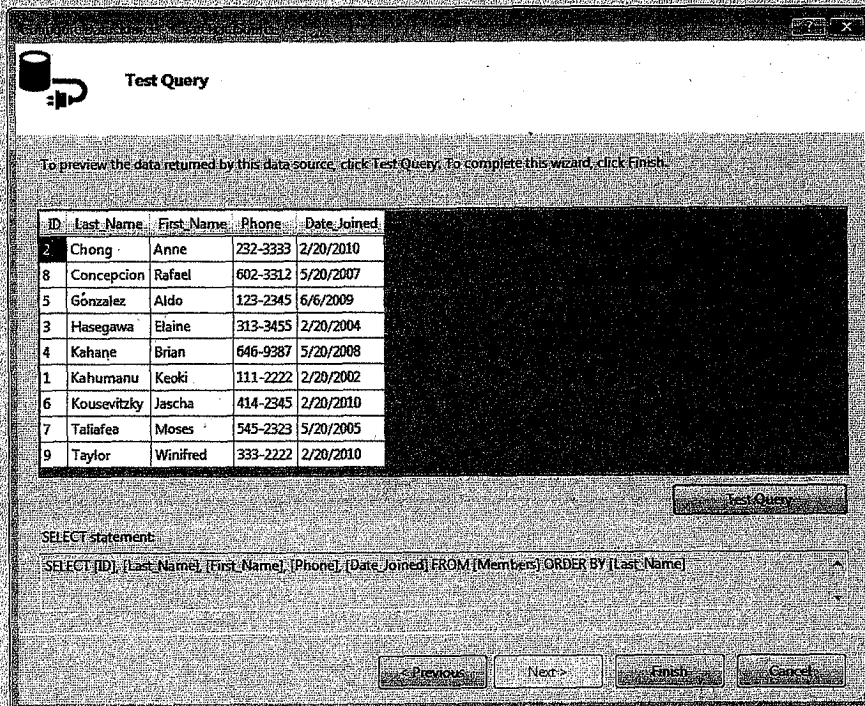 Test Query
To preview the data returned by this data source, click Test Query. To complete this wizard, click Finish.
ID Last_Name First_Name Phone Date_Joined
2 Chong Anne 232-3333 2/20/2010
8 Concepcion Rafael 602-3312 5/20/2007
5 Gonzalez Aldo 123-2345 6/6/2009
3 Hasegawa Elaine 313-3455 2/20/2004
4 Kahane Brian 646-9387 5/20/2008
1 Kahumanu Keoki 111-2222 2/20/2002
6 Kousevitzky Jascha 414-2345 2/20/2010
7 Taliafea Moses 545-2323 5/20/2005
9 Taylor Winifred 333-2222 2/20/2010
Test Query
SELECT statement:
SELECT [ID], [Last_Name], [First_Name], [Phone], [Date_Joined] FROM [Members] ORDER BY [Last_Name]
< Previous Next > Finish Cancel